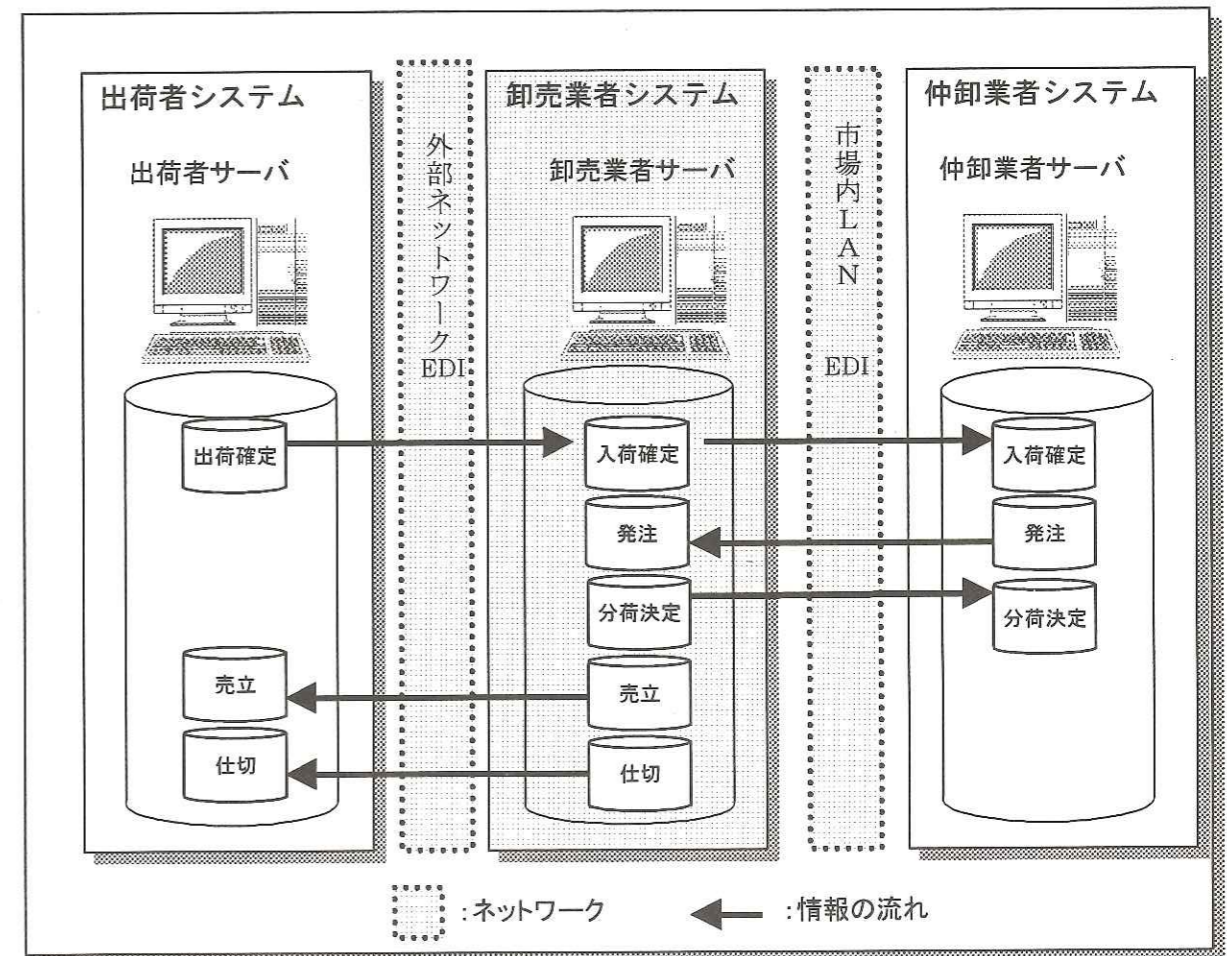 出荷者システム
出荷者サーバ
出荷確定
売立
仕切
外部ネットワーク
EDI
卸売業者システム
卸売業者サーバ
入荷確定
発注
分荷決定
売立
仕切
市場内LAN
EDI
仲卸業者システム
仲卸業者サーバ
入荷確定
発注
分荷決定
:ネットワーク
:情報の流れ